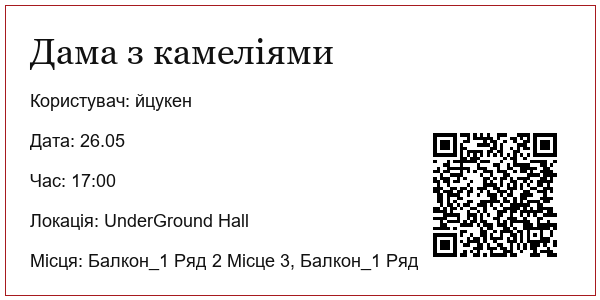 Дама з камеліями
Користувач: йцукен
Дата: 26.05
Час: 17:00
Локація: UnderGround Hall
Місця: Балкон_1 Ряд 2 Місце 3, Балкон_1 Ряд